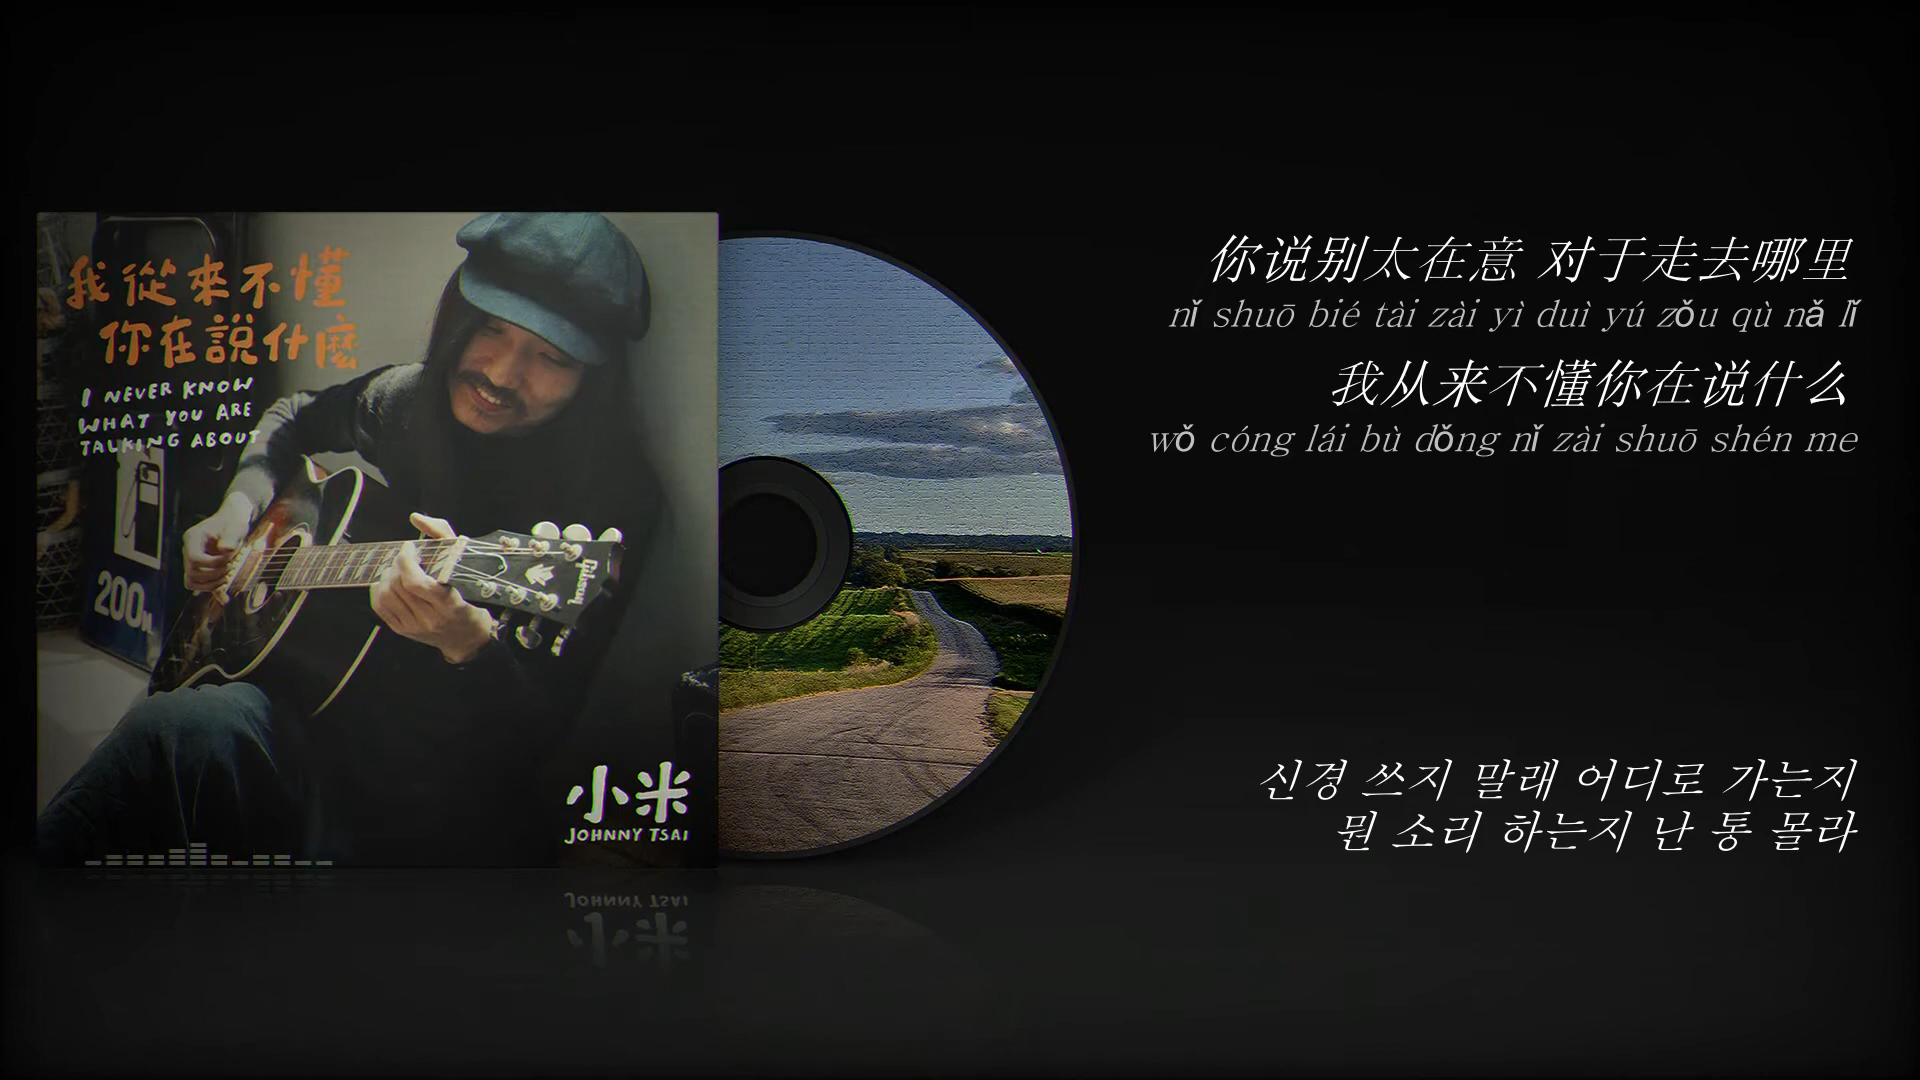 我從來不懂
你在說什麼
I NEVER KNOW
WHAT YOU ARE
TALKING ABOUT
200
Gibson
小米
JOHNNY TSAI
你说别太在意 对于走去哪里
nǐ shuō bié tài zài yì duì yú zǒu qù nǎ lǐ
我从来不懂你在说什么
wǒ cóng lái bù dǒng nǐ zài shuō shén me
신경 쓰지 말래 어디로 가는지
뭔 소리 하는지 난 통 몰라